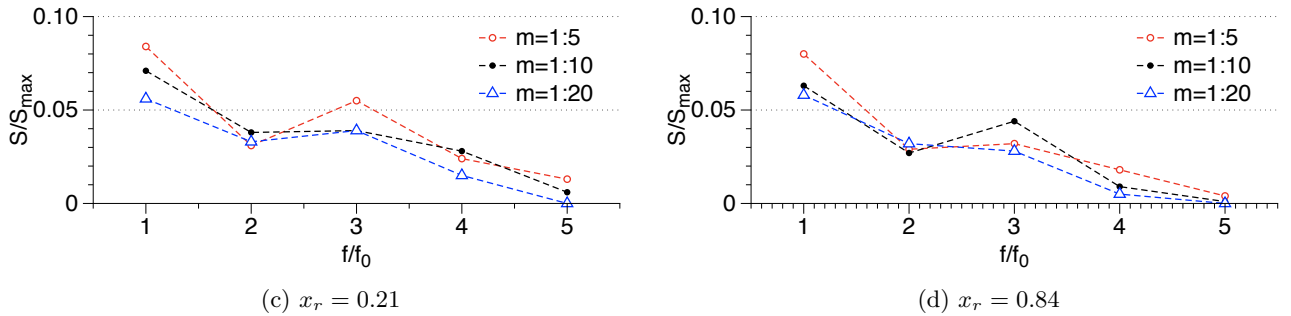 0.10
0.05
0
S/Smax
m=1:5
m=1:10
m=1:20
1 2 3 4 5
f/f0
(c) xr = 0.21
0.10
0.05
0
S/Smax
m=1:5
m=1:10
m=1:20
1 2 3 4 5
f/f0
(d) xr = 0.84